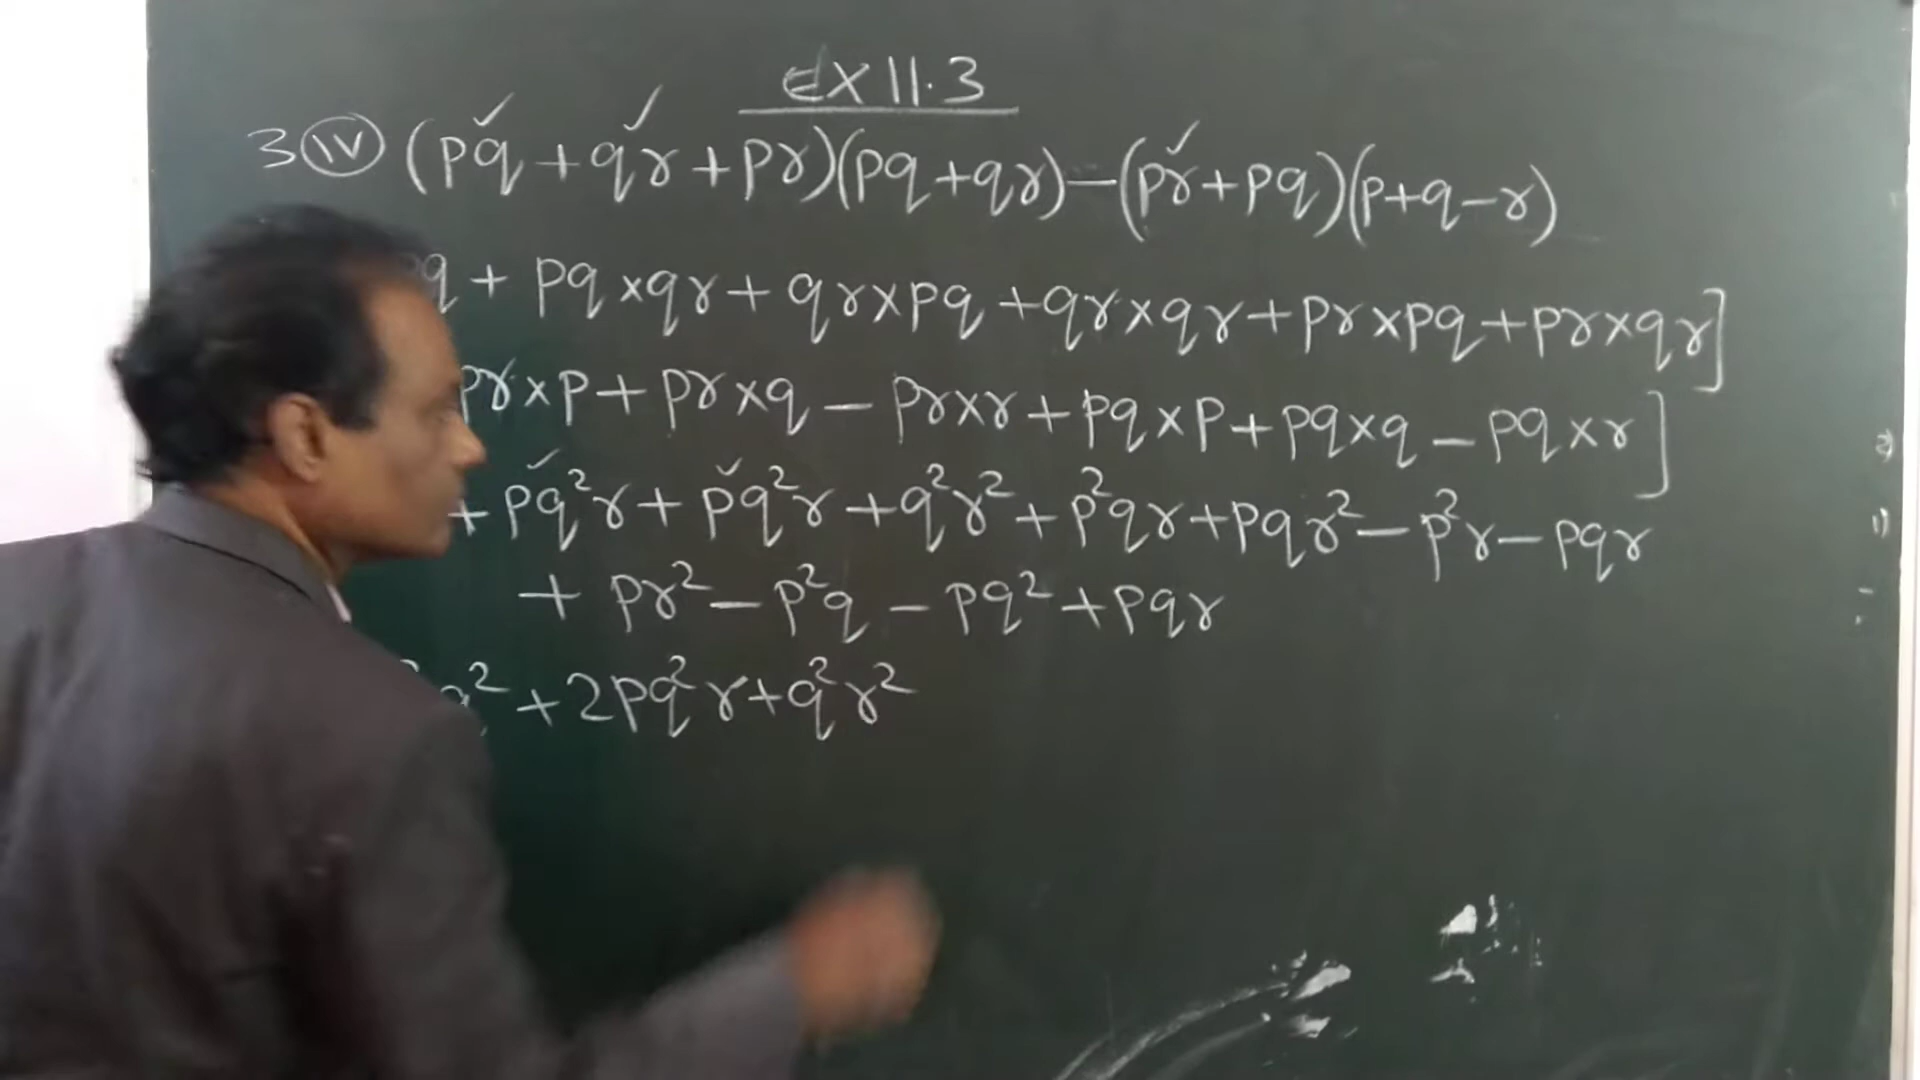 EX 11.3
3 (iv) (pq + qr + pr)(pq + qr) - (pr + pq)(p + q - r)
q + pq × qr + qr × pq + qr × qr + pr × pq + pr × qr]
pr × p + pr × q - pr × r + pq × p + pq × q - pq × r]
+ pq²r + pq²r + q²r² + p²qr + pqr² - p²r - pqr
+ pr² - p²q - pq² + pqr
q² + 2pq²r + q²r²